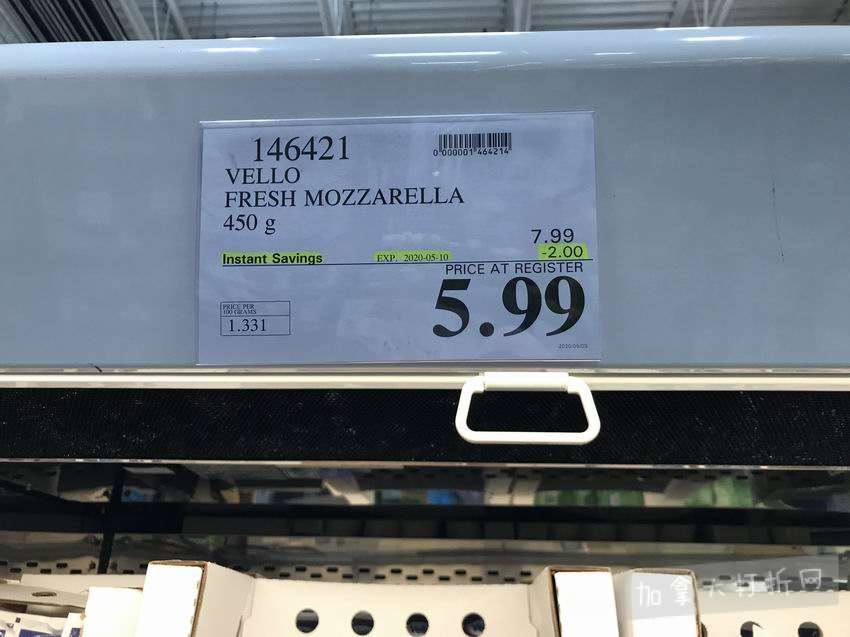 146421
0 000001 464214
VELLO
FRESH MOZZARELLA
450 g
7.99
Instant Savings EXP. 2020-05-10 -2.00
PRICE AT REGISTER
5.99
PRICE PER
100 GRAMS
1.331
加拿大打折网